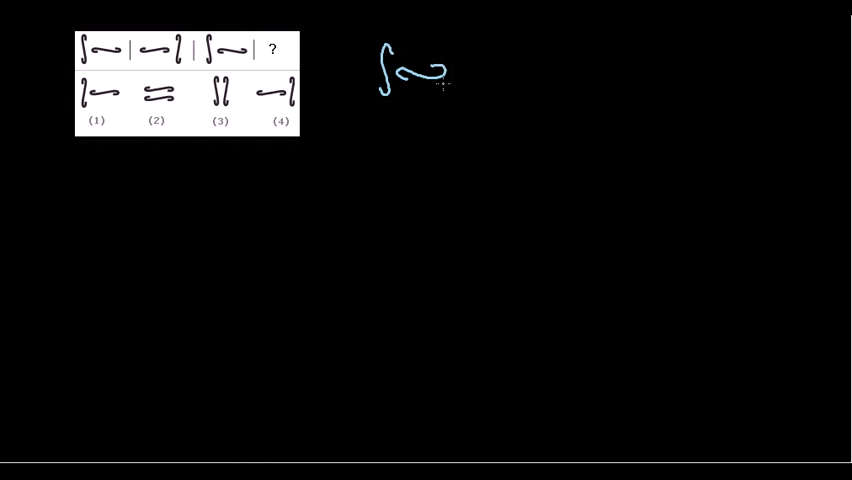 | | | ?
(1) (2) (3) (4)